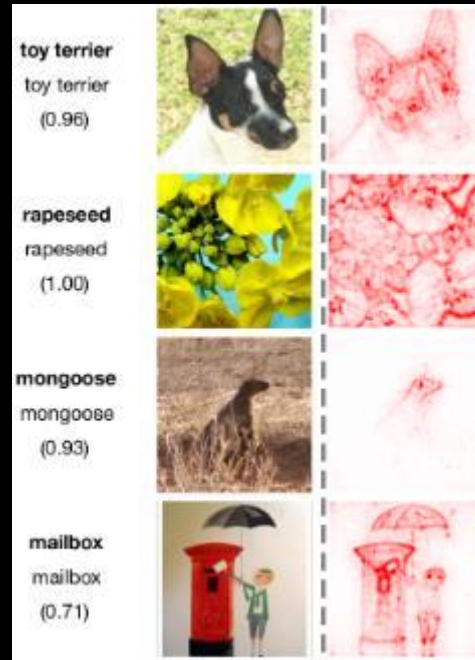 toy terrier
toy terrier
(0.96)
rapeseed
rapeseed
(1.00)
mongoose
mongoose
(0.93)
mailbox
mailbox
(0.71)